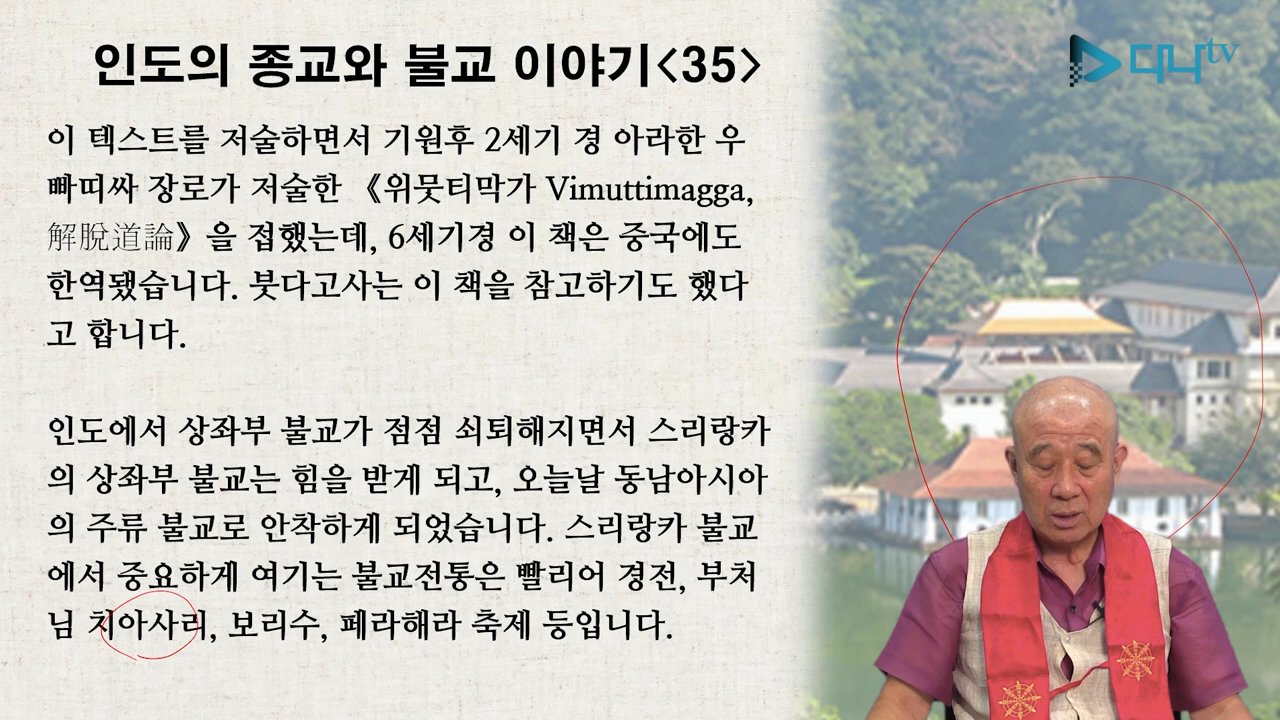 인도의 종교와 불교 이야기<35>
다나tv
이 텍스트를 저술하면서 기원후 2세기 경 아라한 우
빠띠싸 장로가 저술한 《위뭇티막가 Vimuttimagga,
解脫道論》을 접했는데, 6세기경 이 책은 중국에도
한역됐습니다. 붓다고사는 이 책을 참고하기도 했다
고 합니다.
인도에서 상좌부 불교가 점점 쇠퇴해지면서 스리랑카
의 상좌부 불교는 힘을 받게 되고, 오늘날 동남아시아
의 주류 불교로 안착하게 되었습니다. 스리랑카 불교
에서 중요하게 여기는 불교전통은 빨리어 경전, 부처
님 치아사리, 보리수, 페라해라 축제 등입니다.